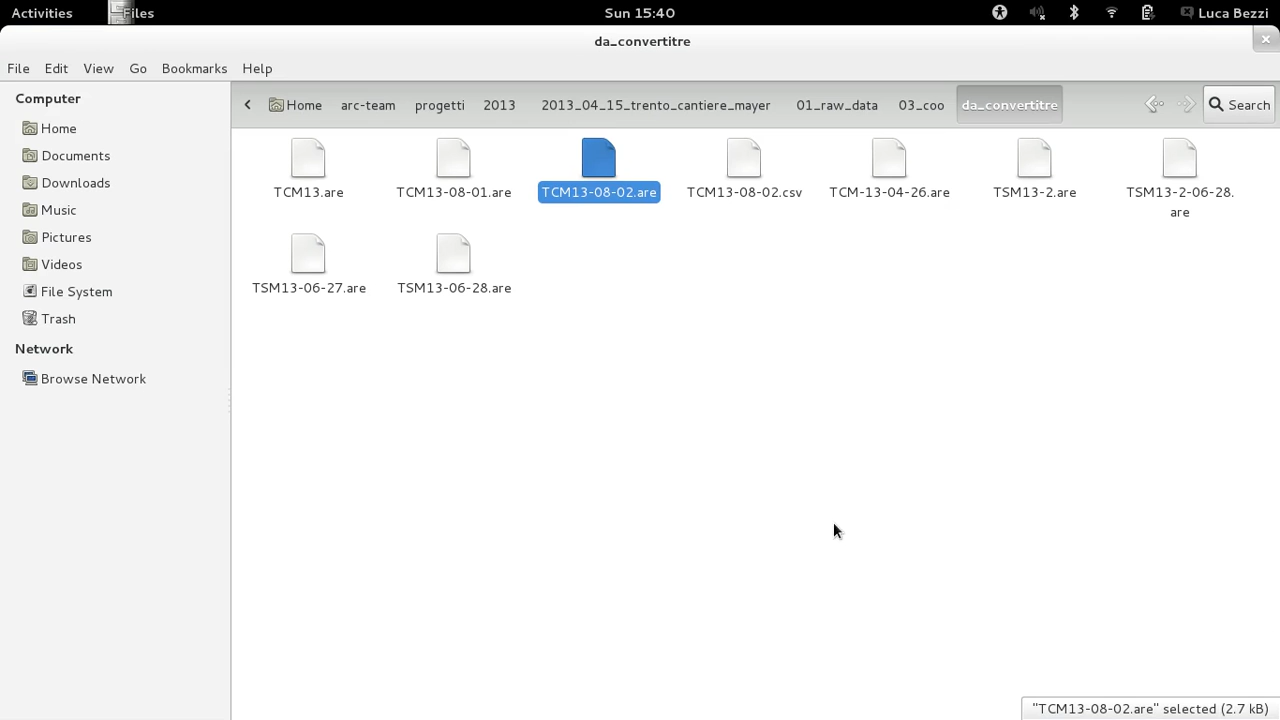 Activities Files Sun 15:40 Luca Bezzi
da_convertitre
File Edit View Go Bookmarks Help
Computer
Home
Documents
Downloads
Music
Pictures
Videos
File System
Trash
Network
Browse Network
Home arc-team progetti 2013 2013_04_15_trento_cantiere_mayer 01_raw_data 03_coo da_convertitre Search
TCM13.are TCM13-08-01.are TCM13-08-02.are TCM13-08-02.csv TCM-13-04-26.are TSM13-2.are TSM13-2-06-28.
are
TSM13-06-27.are TSM13-06-28.are
"TCM13-08-02.are" selected (2.7 kB)